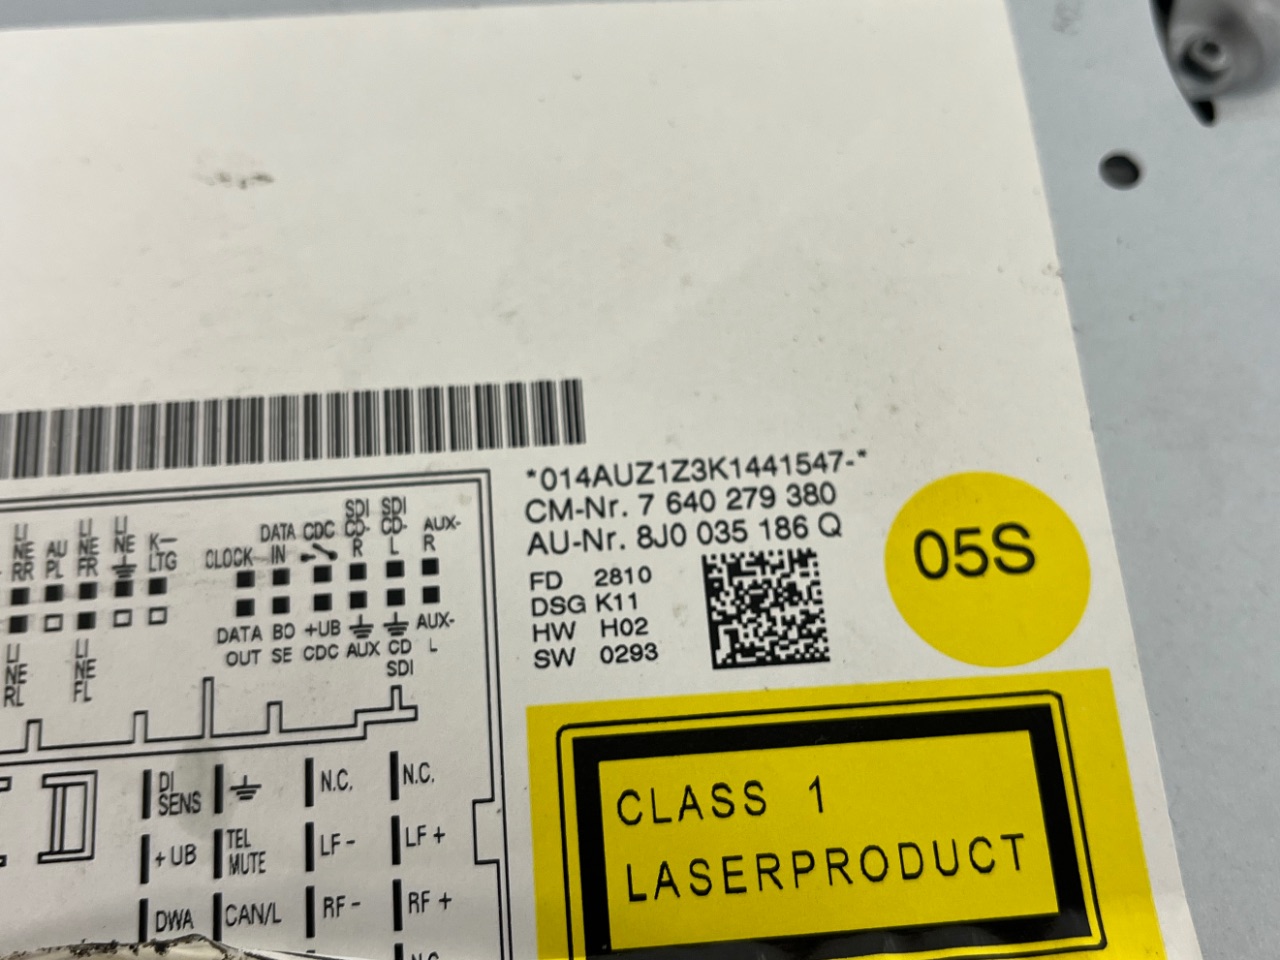 *014AUZ1Z3K1441547-*
CM-Nr. 7 640 279 380
AU-Nr. 8J0 035 186 Q
FD 2810
DSG K11
HW H02
SW 0293
05S
CLASS 1
LASERPRODUCT
LI NE RR
AU PL
LI NE FR
LI NE
K- LTG
CLOCK
DATA IN
CDC
SDI CD- R
SDI CD- L
AUX- R
LI NE RL
LI NE FL
DATA OUT
BO SE
+UB CDC
AUX
CD SDI
AUX- L
DI SENS
N.C.
N.C.
+UB
TEL MUTE
LF -
LF +
DWA
CAN/L
RF -
RF +